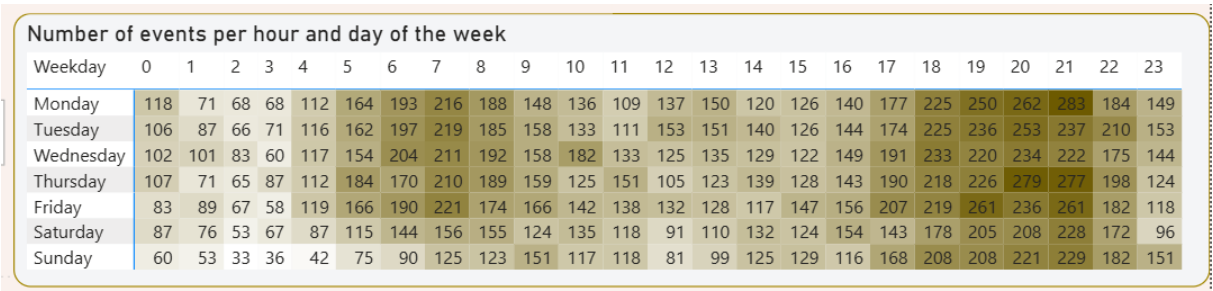 Number of events per hour and day of the week
Weekday 0 1 2 3 4 5 6 7 8 9 10 11 12 13 14 15 16 17 18 19 20 21 22 23
Monday 118 71 68 68 112 164 193 216 188 148 136 109 137 150 120 126 140 177 225 250 262 283 184 149
Tuesday 106 87 66 71 116 162 197 219 185 158 133 111 153 151 140 126 144 174 225 236 253 237 210 153
Wednesday 102 101 83 60 117 154 204 211 192 158 182 133 125 135 129 122 149 191 233 220 234 222 175 144
Thursday 107 71 65 87 112 184 170 210 189 159 125 151 105 123 139 128 143 190 218 226 279 277 198 124
Friday 83 89 67 58 119 166 190 221 174 166 142 138 132 128 117 147 156 207 219 261 236 261 182 118
Saturday 87 76 53 67 87 115 144 156 155 124 135 118 91 110 132 124 154 143 178 205 208 228 172 96
Sunday 60 53 33 36 42 75 90 125 123 151 117 118 81 99 125 129 116 168 208 208 221 229 182 151